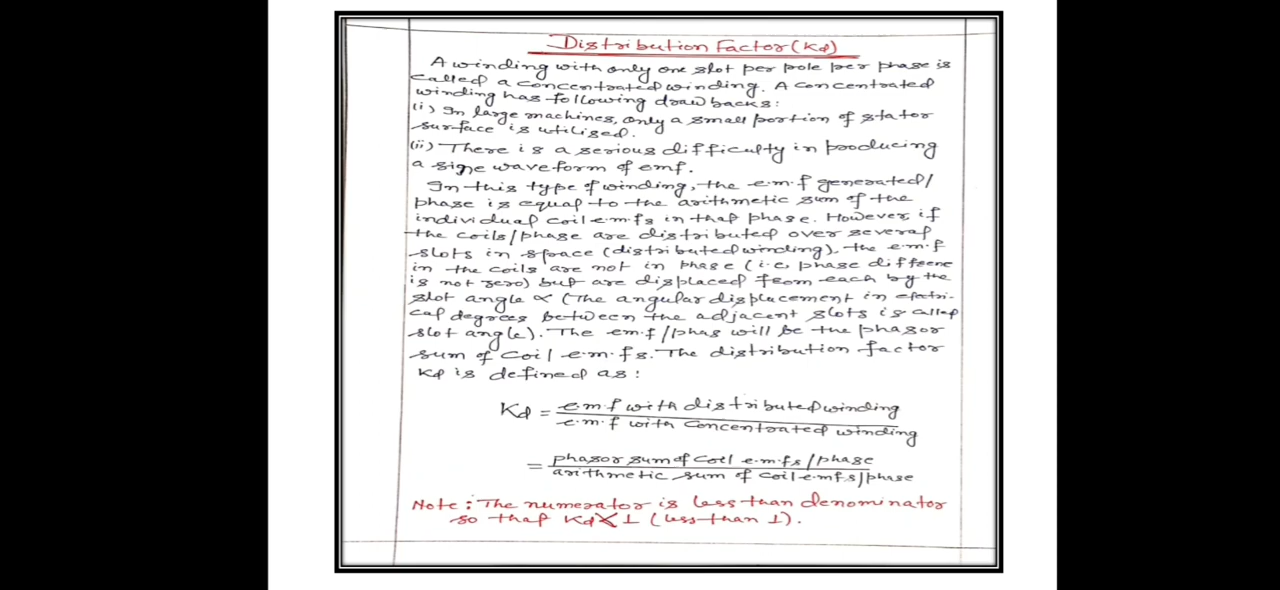 Distribution Factor (Kd)
A winding with only one slot per pole per phase is
called a concentrated winding. A concentrated
winding has following drawbacks:
(i) In large machines, only a small portion of stator
surface is utilised.
(ii) There is a serious difficulty in producing
a sine waveform of emf.
In this type of winding, the e.m.f generated/
phase is equal to the arithmetic sum of the
individual coil e.m.fs in that phase. However if
the coils/phase are distributed over several
slots in space (distributed winding), the e.m.f
in the coils are not in phase (i.e, phase diffeene
is not zero) but are displaced from each by the
slot angle α (The angular displacement in electri-
cal degrees between the adjacent slots is called
slot angle). The em.f/phas will be the phasor
sum of coil e.m.fs. The distribution factor
Kd is defined as:
Kd = e.m.f with distributed winding
e.m.f with concentrated winding
= phasor sum of coil e.m.fs/phase
arithmetic sum of coil e.m.fs/phase
Note: The numerator is less than denominator
so that Kd < 1 (less than 1).